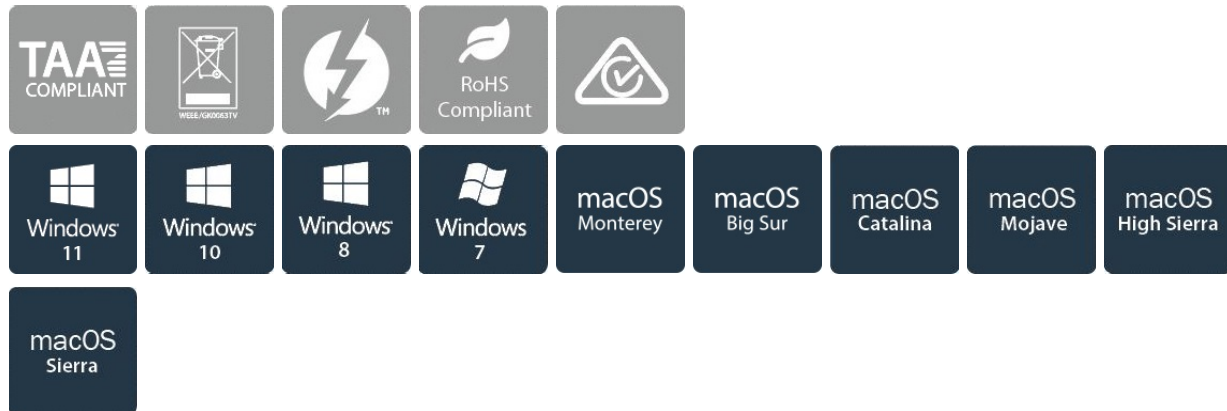 TAA
COMPLIANT
WEEE/GK0063TV
TM
RoHS
Compliant
Windows
11
Windows
10
Windows
8
Windows
7
macOS
Monterey
macOS
Big Sur
macOS
Catalina
macOS
Mojave
macOS
High Sierra
macOS
Sierra